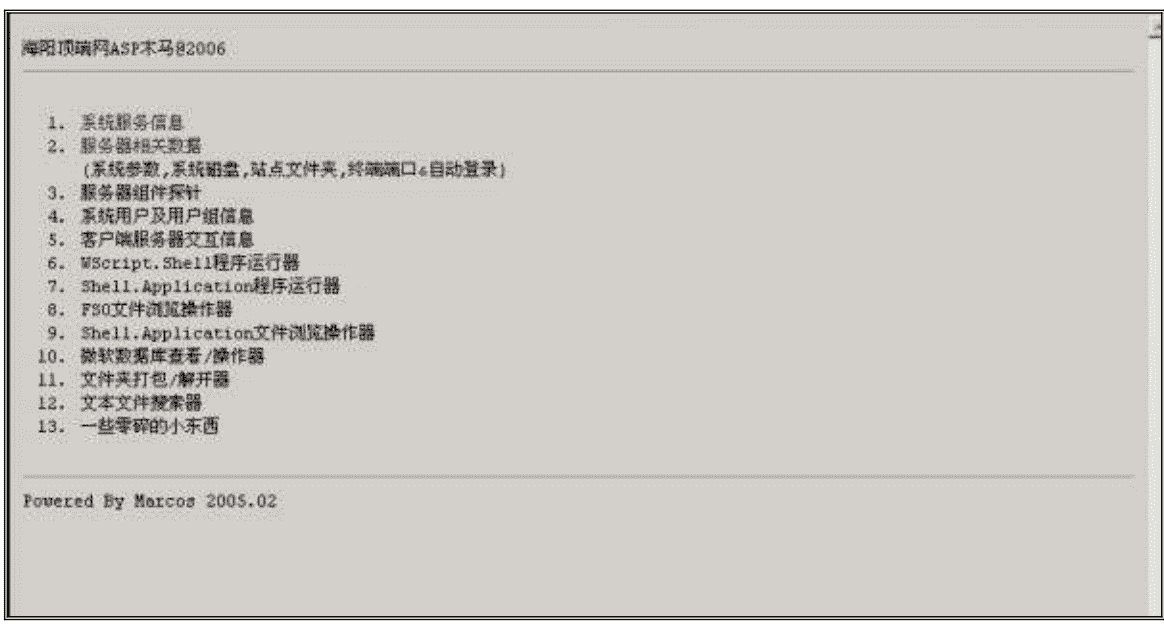 海阳顶端网ASP木马@2006
1. 系统服务信息
2. 服务器相关数据
(系统参数,系统磁盘,站点文件夹,终端端口&自动登录)
3. 服务器组件探针
4. 系统用户及用户组信息
5. 客户端服务器交互信息
6. WScript.Shell程序运行器
7. Shell.Application程序运行器
8. FSO文件浏览操作器
9. Shell.Application文件浏览操作器
10. 微软数据库查看/操作器
11. 文件夹打包/解开器
12. 文本文件搜索器
13. 一些零碎的小东西
Powered By Marcos 2005.02